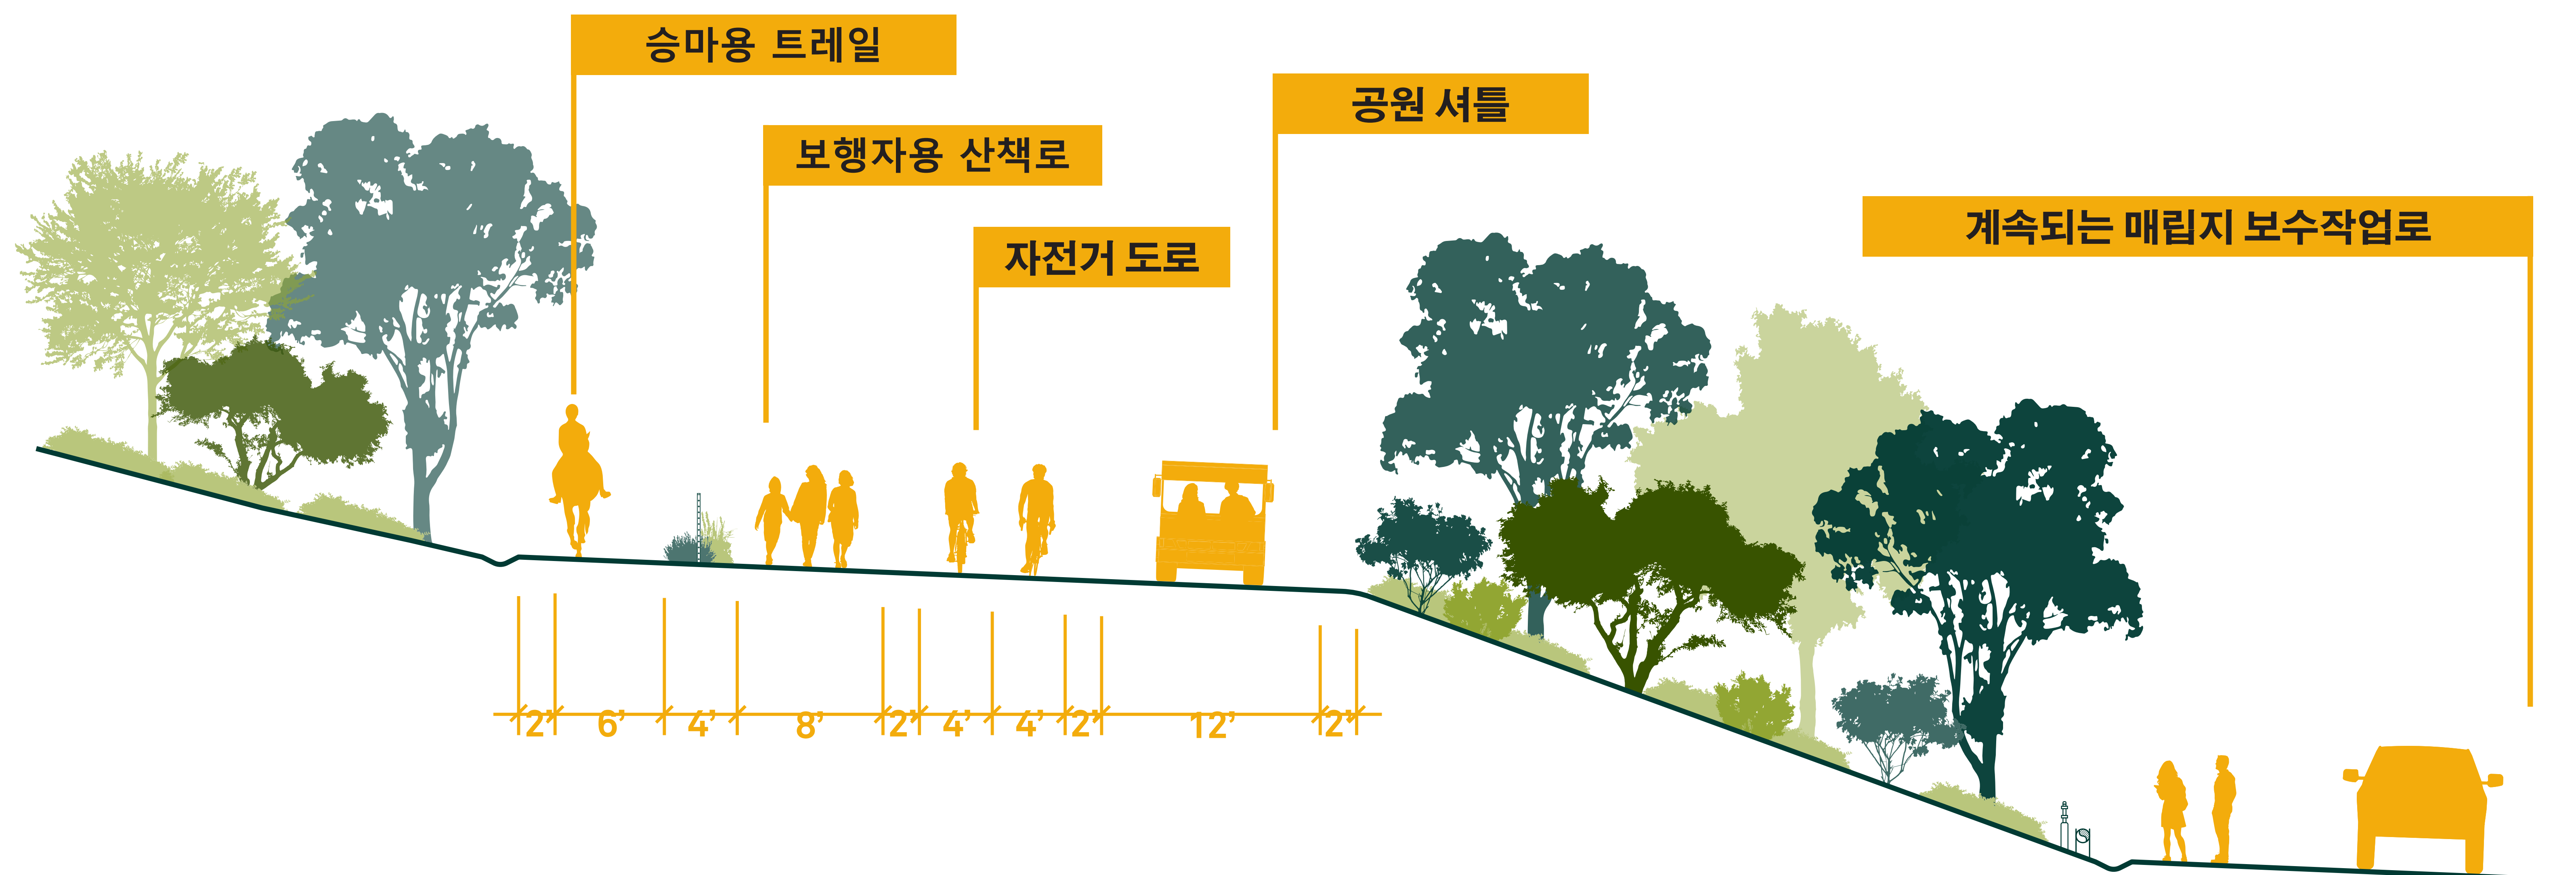 승마용 트레일
공원 셔틀
보행자용 산책로
계속되는 매립지 보수작업로
자전거 도로
2’ 6’ 4’ 8’ 2’ 4’ 4’ 2’ 12’ 2’